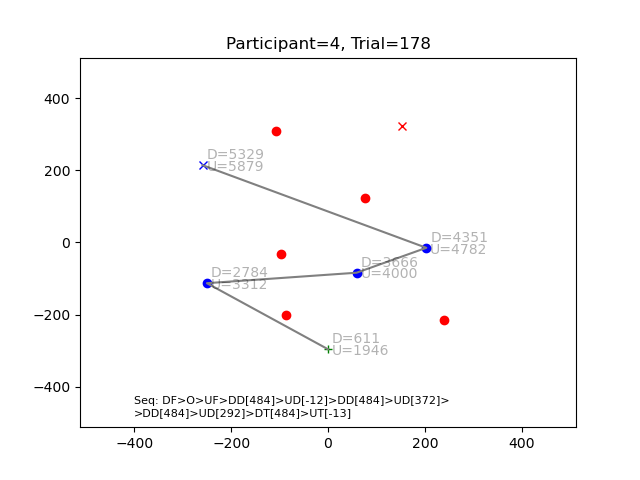 Participant=4, Trial=178
400
200
0
−200
−400
−400
−200
0
200
400
D=5329
U=5879
D=4351
U=4782
D=3666
U=4000
D=2784
U=3312
D=611
U=1946
Seq: DF>O>UF>DD[484]>UD[-12]>DD[484]>UD[372]>
>DD[484]>UD[292]>DT[484]>UT[-13]